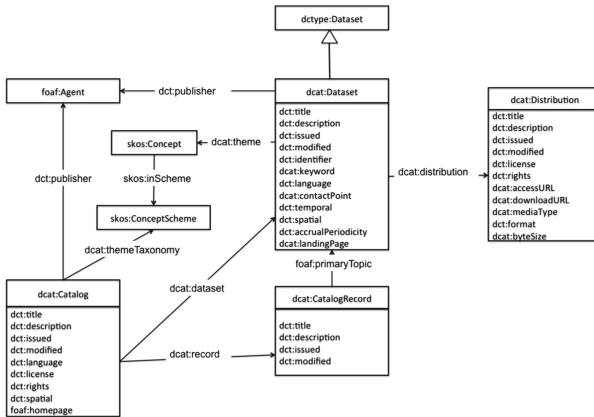 dctype:Dataset
foaf:Agent
dct:publisher
dcat:Dataset
dct:title
dct:description
dct:issued
dct:modified
dct:identifier
dcat:keyword
dct:language
dcat:contactPoint
dct:temporal
dct:spatial
dct:accrualPeriodicity
dcat:landingPage
dcat:Distribution
dct:title
dct:description
dct:issued
dct:modified
dct:license
dct:rights
dcat:accessURL
dcat:downloadURL
dcat:mediaType
dct:format
dct:byteSize
skos:Concept
dcat:theme
dcat:distribution
dct:publisher
skos:inScheme
skos:ConceptScheme
dcat:themeTaxonomy
foaf:primaryTopic
dcat:Catalog
dct:title
dct:description
dct:issued
dct:modified
dct:language
dct:license
dct:rights
dct:spatial
foaf:homepage
dcat:dataset
dcat:record
dcat:CatalogRecord
dct:title
dct:description
dct:issued
dct:modified